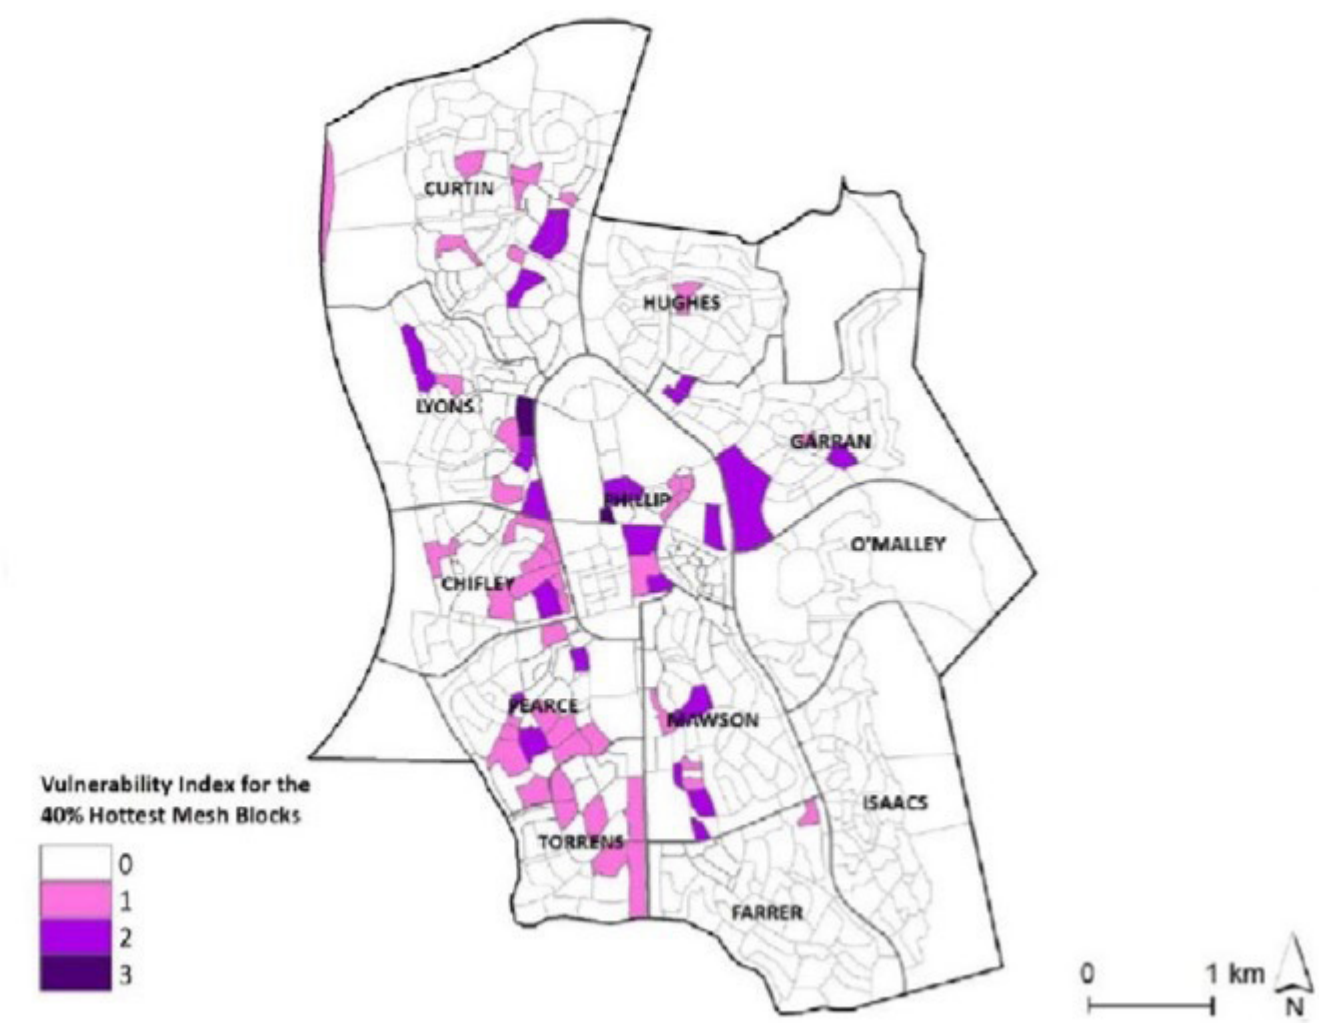 CURTIN
HUGHES
LYONS
GARRAN
PHILLIP
O'MALLEY
CHIFLEY
PEARCE
MAWSON
ISAACS
TORRENS
FARRER
Vulnerability Index for the
40% Hottest Mesh Blocks
0
1
2
3
0 1 km
N